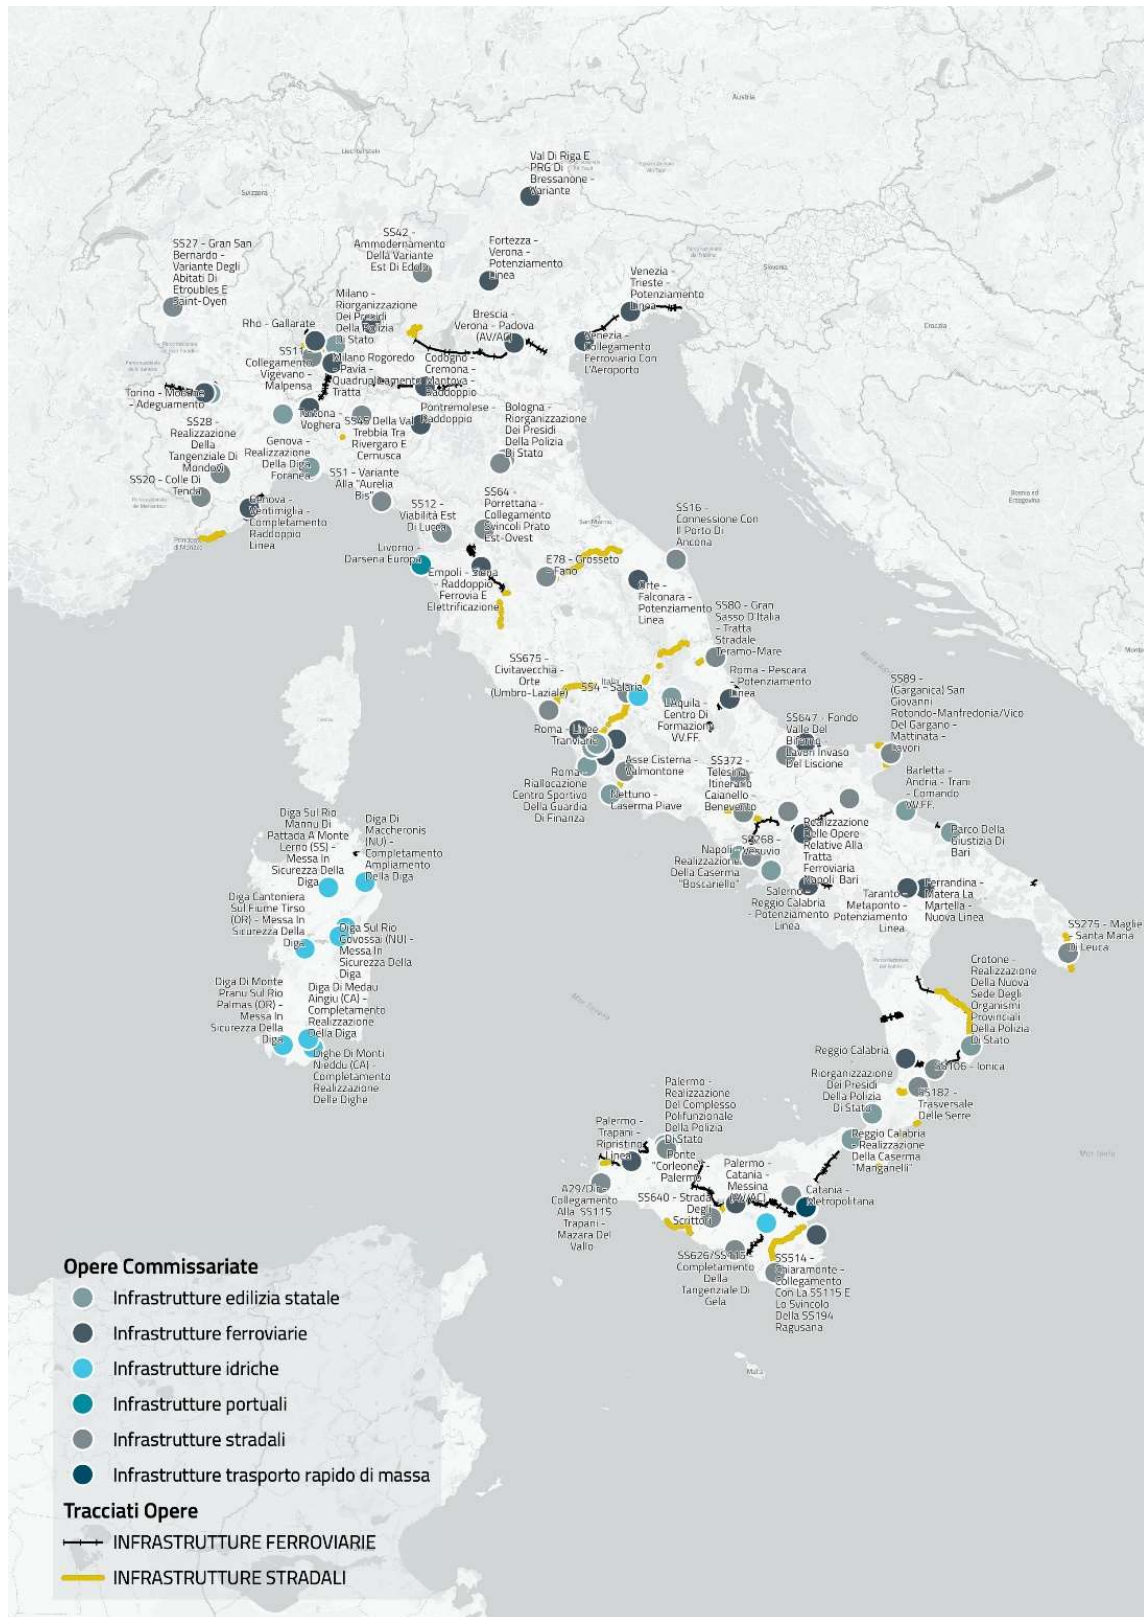 Austria
Svizzera
Slovenia
Croazia
Val Di Riga E
PRG Di
Bressanone -
Variante
SS42 -
Ammodernamento
Della Variante
Est Di Edolo
Fortezza -
Verona -
Potenziamento
Linea
SS27 - Gran San
Bernardo -
Variante Degli
Abitati Di
Etroubles E
Saint-Oyen
Venezia -
Trieste -
Potenziamento
Linea
Milano -
Riorganizzazione
Dei Presidi
Della Polizia
Di Stato
Rho - Gallarate
Brescia -
Verona - Padova
(AV/AC)
Venezia -
Collegamento
Ferroviario Con
L'Aeroporto
SS11
Collegamento
Vigevano -
Malpensa
Milano Rogoredo
- Pavia -
Quadruplicamento
Tratta
Codogno -
Cremona -
Mantova -
Raddoppio
Torino -
- Adeguamento
Tortona -
Voghera
SS45 Della Val
Trebbia Tra
Rivergaro E
Cernusca
Pontremolese -
Raddoppio
Bologna -
Riorganizzazione
Dei Presidi
Della Polizia
Di Stato
SS28 -
Realizzazione
Della
Tangenziale Di
Mondovì
Genova -
Realizzazione
Della Diga
Foranea
SS20 - Colle Di
Tenda
SS1 - Variante
Alla "Aurelia
Bis"
Genova -
Ventimiglia -
Completamento
Raddoppio
Linea
SS12 -
Viabilità Est
Di Lucca
SS64 -
Porrettana -
Collegamento
Svincoli Prato
Est-Ovest
San Marino
SS16 -
Connessione Con
Il Porto Di
Ancona
Livorno -
Darsena Europa
Empoli - Siena
- Raddoppio
Ferrovia E
Elettrificazione
E78 - Grosseto
- Fano
Orte -
Falconara -
Potenziamento
Linea
SS80 - Gran
Sasso D'Italia
- Tratta
Stradale
Teramo-Mare
SS675 -
Civitavecchia -
Orte
(Umbro-Laziale)
Italia
SS4 - Salaria
Roma - Pescara
- Potenziamento
Linea
L'Aquila -
Centro Di
Formazione
VV.FF.
SS89 -
(Garganica) San
Giovanni
Rotondo-Manfredonia/Vico
Del Gargano -
Mattinata -
Lavori
Roma - Linee
Tranviarie
SS647 - Fondo
Valle Del
Biferno
Lavori Invaso
Del Liscione
Roma -
Riallocazione
Centro Sportivo
Della Guardia
Di Finanza
Asse Cisterna -
Valmontone
Nettuno -
Caserma Piave
SS372 -
Telesina
Itinerario
Caianello -
Benevento
Barletta -
Andria - Trani
- Comando
VV.FF.
Parco Della
Giustizia Di
Bari
Realizzazione
Delle Opere
Relative Alla
Tratta
Ferroviaria
Napoli Bari
SS268 -
Vesuvio
Napoli -
Realizzazione
Della Caserma
"Boscariello"
Salerno -
Reggio Calabria
- Potenziamento
Linea
Taranto -
Metaponto -
Potenziamento
Linea
Ferrandina -
Matera La
Martella -
Nuova Linea
SS275 - Maglie
- Santa Maria
Di Leuca
Diga Sul Rio
Mannu Di
Pattada A Monte
Lerno (SS) -
Messa In
Sicurezza Della
Diga
Diga Di
Maccheronis
(NU) -
Completamento
Ampliamento
Della Diga
Diga Cantoniera
Sul Fiume Tirso
(OR) - Messa In
Sicurezza Della
Diga
Diga Sul Rio
Govossai (NU) -
Messa In
Sicurezza Della
Diga
Diga Di Monte
Pranu Sul Rio
Palmas (OR) -
Messa In
Sicurezza Della
Diga
Diga Di Medau
Aingiu (CA) -
Completamento
Realizzazione
Della Diga
Dighe Di Monti
Nieddu (CA) -
Completamento
Realizzazione
Delle Dighe
Mar Tirreno
Crotone -
Realizzazione
Della Nuova
Sede Degli
Organismi
Provinciali
Della Polizia
Di Stato
Reggio Calabria
-
Riorganizzazione
Dei Presidi
Della Polizia
Di Stato
SS106 - Ionica
SS182 -
Trasversale
Delle Serre
Reggio Calabria
- Realizzazione
Della Caserma
"Manganelli"
Mar Ionio
Palermo -
Realizzazione
Del Complesso
Polifunzionale
Della Polizia
Di Stato
Palermo -
Trapani -
Ripristino
Linea
Ponte
"Corleone" -
Palermo
Palermo -
Catania -
Messina
(AV/AC)
Catania -
Metropolitana
A29/Dir -
Collegamento
Alla SS115
Trapani -
Mazara Del
Vallo
SS640 - Strada
Degli
Scrittori
SS626/SS115 -
Completamento
Della
Tangenziale Di
Gela
SS514 -
Chiaramonte -
Collegamento
Con La SS115 E
Lo Svincolo
Della SS194
Ragusana
Malta
Opere Commissariate
Infrastrutture edilizia statale
Infrastrutture ferroviarie
Infrastrutture idriche
Infrastrutture portuali
Infrastrutture stradali
Infrastrutture trasporto rapido di massa
Tracciati Opere
INFRASTRUTTURE FERROVIARIE
INFRASTRUTTURE STRADALI